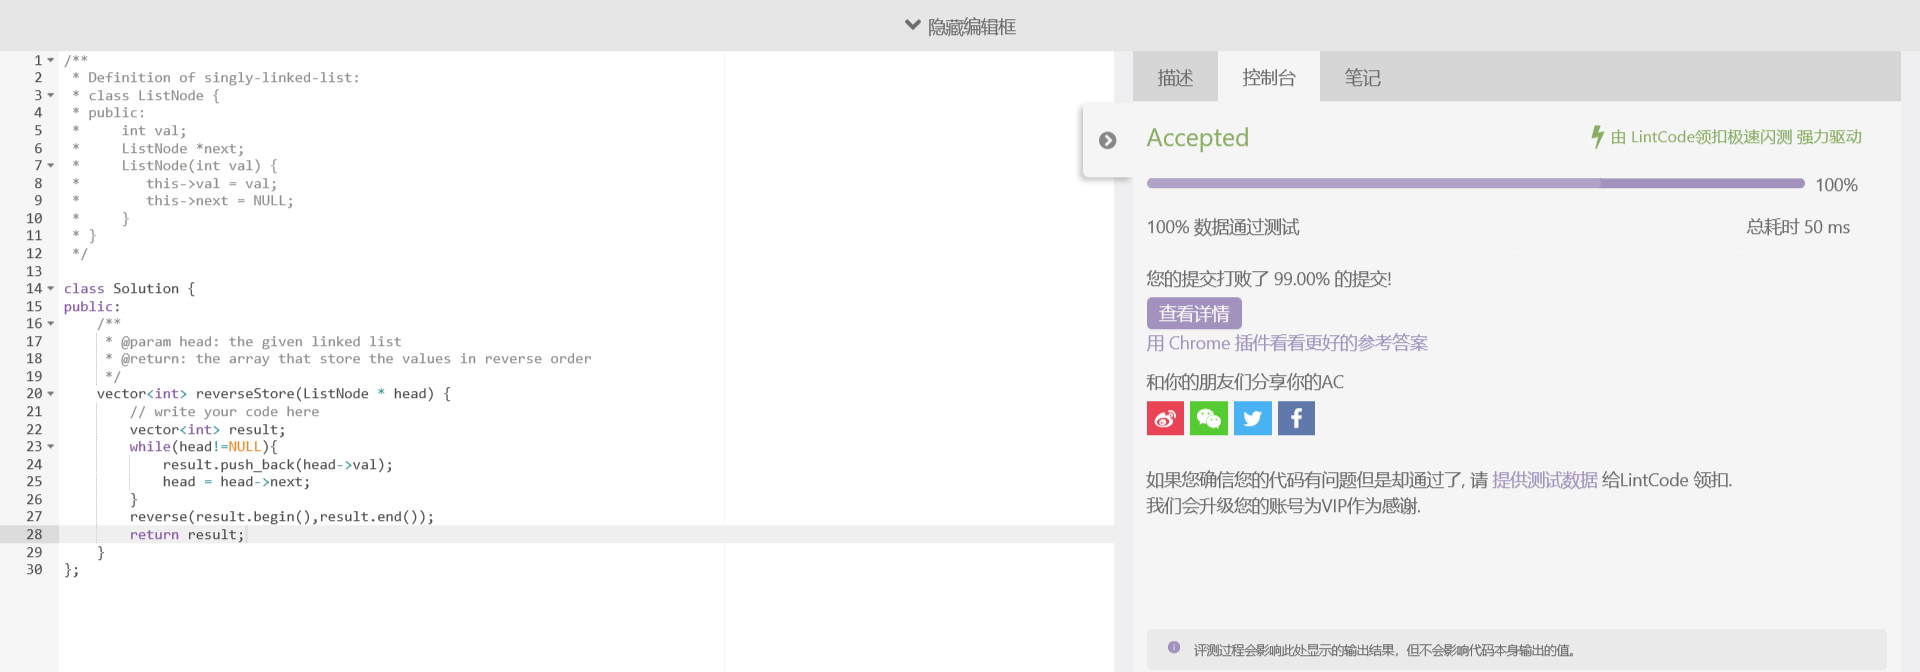 隐藏编辑框
1 /**
2  * Definition of singly-linked-list:
3  * class ListNode {
4  * public:
5  *     int val;
6  *     ListNode *next;
7  *     ListNode(int val) {
8  *        this->val = val;
9  *        this->next = NULL;
10  *     }
11  * }
12  */
13
14 class Solution {
15 public:
16     /**
17      * @param head: the given linked list
18      * @return: the array that store the values in reverse order
19      */
20     vector<int> reverseStore(ListNode * head) {
21         // write your code here
22         vector<int> result;
23         while(head!=NULL){
24             result.push_back(head->val);
25             head = head->next;
26         }
27         reverse(result.begin(),result.end());
28         return result;
29     }
30 };
描述 控制台 笔记
Accepted 由 LintCode领扣极速闪测 强力驱动
100%
100% 数据通过测试 总耗时 50 ms
您的提交打败了 99.00% 的提交!
查看详情
用 Chrome 插件看看更好的参考答案
和你的朋友们分享你的AC
如果您确信您的代码有问题但是却通过了, 请 提供测试数据 给LintCode 领扣.
我们会升级您的账号为VIP作为感谢.
评测过程会影响此处显示的输出结果，但不会影响代码本身输出的值。